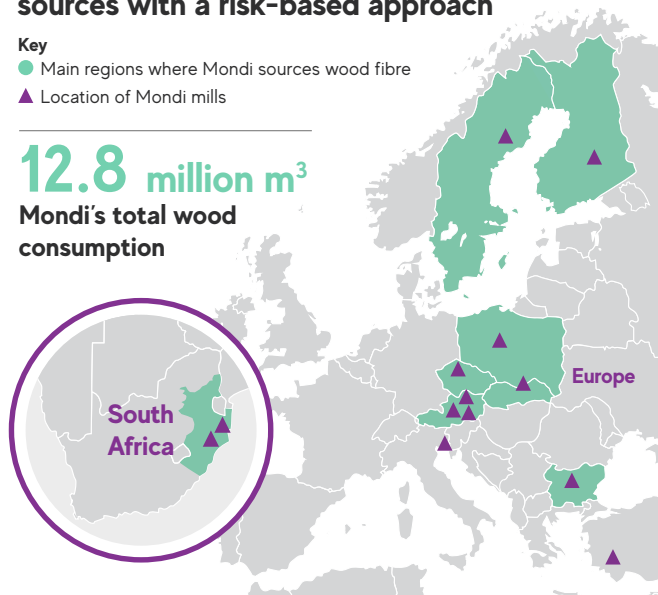 sources with a risk-based approach
Key
Main regions where Mondi sources wood fibre
Location of Mondi mills
12.8 million m³
Mondi's total wood
consumption
Europe
South
Africa